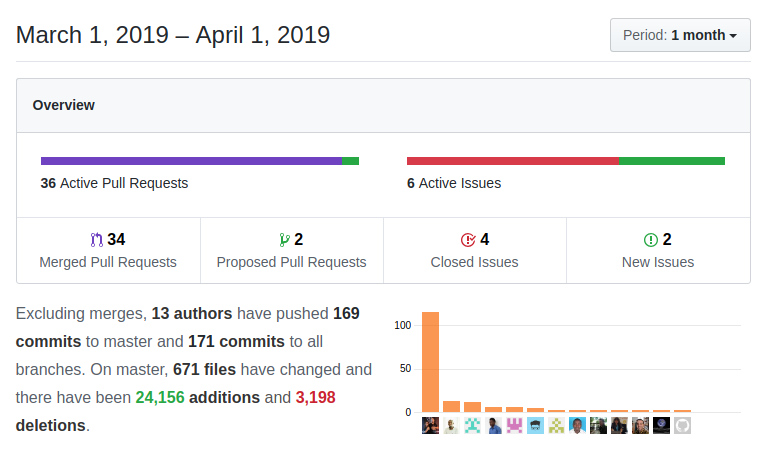 March 1, 2019 – April 1, 2019
Period: 1 month
Overview
36 Active Pull Requests
6 Active Issues
34
Merged Pull Requests
2
Proposed Pull Requests
4
Closed Issues
2
New Issues
Excluding merges, 13 authors have pushed 169
commits to master and 171 commits to all
branches. On master, 671 files have changed and
there have been 24,156 additions and 3,198
deletions.
100
50
0